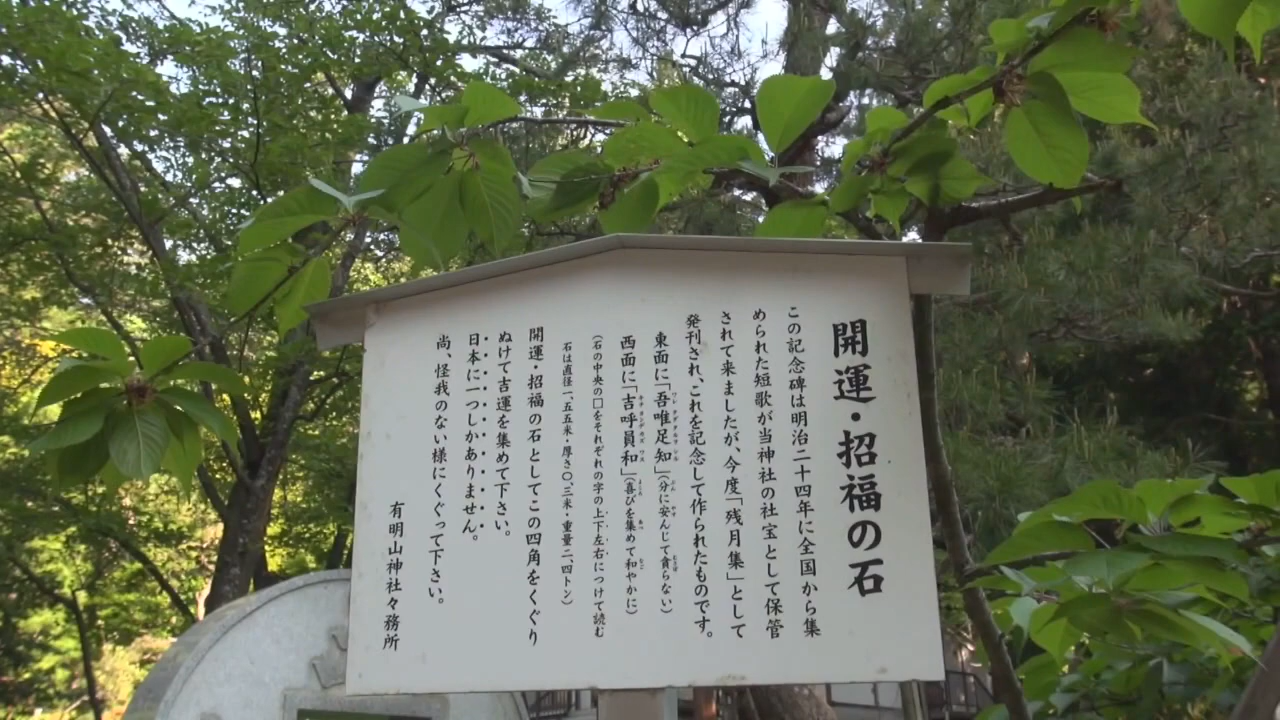 開運・招福の石
この記念碑は明治二十四年に全国から集
められた短歌が当神社の社宝として保管
されて来ましたが、今度「残月集」として
発刊され、これを記念して作られたものです。
東面に「吾唯足知」(分に安んじて貪らない)
西面に「吉呼員和」(喜びを集めて和やかに)
(石の中央の口をそれぞれの字の上下左右につけて読む
石は直径一、五五米・厚さ〇、三米・重量二、四トン)
開運・招福の石としてこの四角をくぐり
ぬけて吉運を集めて下さい。
日本に一つしかありません。
尚、怪我のない様にくぐって下さい。
有明山神社々務所